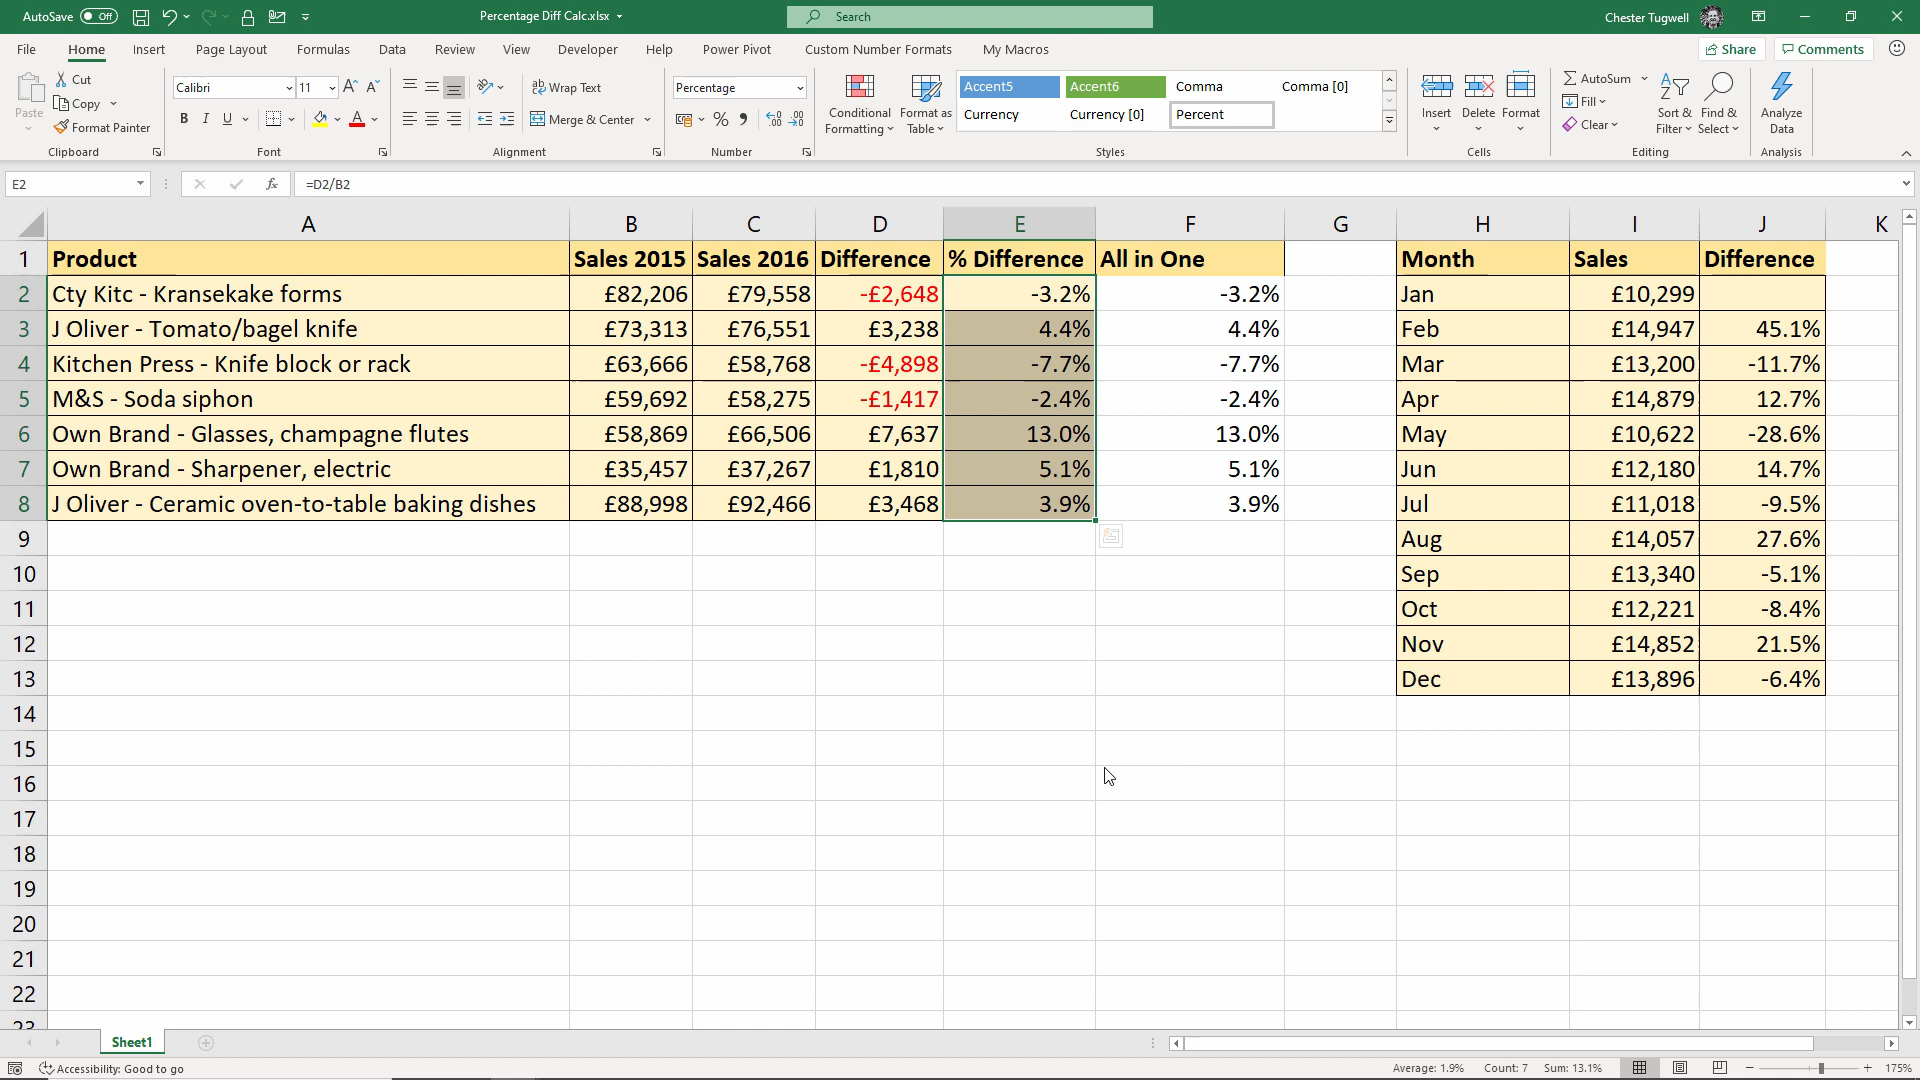 AutoSave Off Percentage Diff Calc.xlsx Search Chester Tugwell
File Home Insert Page Layout Formulas Data Review View Developer Help Power Pivot Custom Number Formats My Macros Share Comments
Paste Cut Copy Format Painter
Calibri 11 B I U A
Wrap Text Merge & Center
Percentage % 9
Conditional Formatting Format as Table
Accent5 Accent6 Comma Comma [0]
Currency Currency [0] Percent
Insert Delete Format
AutoSum Fill Clear Sort & Filter Find & Select
Analyze Data
Clipboard Font Alignment Number Styles Cells Editing Analysis
E2 fx =D2/B2
A B C D E F G H I J K
1 Product Sales 2015 Sales 2016 Difference % Difference All in One Month Sales Difference
2 Cty Kitc - Kransekake forms £82,206 £79,558 -£2,648 -3.2% -3.2% Jan £10,299
3 J Oliver - Tomato/bagel knife £73,313 £76,551 £3,238 4.4% 4.4% Feb £14,947 45.1%
4 Kitchen Press - Knife block or rack £63,666 £58,768 -£4,898 -7.7% -7.7% Mar £13,200 -11.7%
5 M&S - Soda siphon £59,692 £58,275 -£1,417 -2.4% -2.4% Apr £14,879 12.7%
6 Own Brand - Glasses, champagne flutes £58,869 £66,506 £7,637 13.0% 13.0% May £10,622 -28.6%
7 Own Brand - Sharpener, electric £35,457 £37,267 £1,810 5.1% 5.1% Jun £12,180 14.7%
8 J Oliver - Ceramic oven-to-table baking dishes £88,998 £92,466 £3,468 3.9% 3.9% Jul £11,018 -9.5%
9 Aug £14,057 27.6%
10 Sep £13,340 -5.1%
11 Oct £12,221 -8.4%
12 Nov £14,852 21.5%
13 Dec £13,896 -6.4%
14
15
16
17
18
19
20
21
22
23
Sheet1
Accessibility: Good to go Average: 1.9% Count: 7 Sum: 13.1% 175%